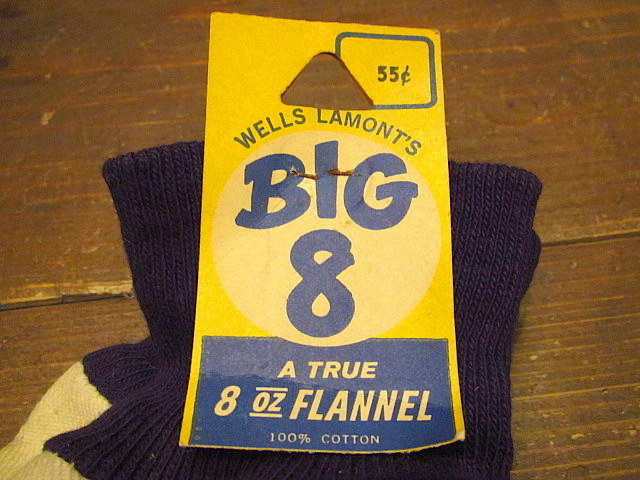 55¢
WELLS LAMONT'S
BIG
8
A TRUE
8 OZ FLANNEL
100% COTTON